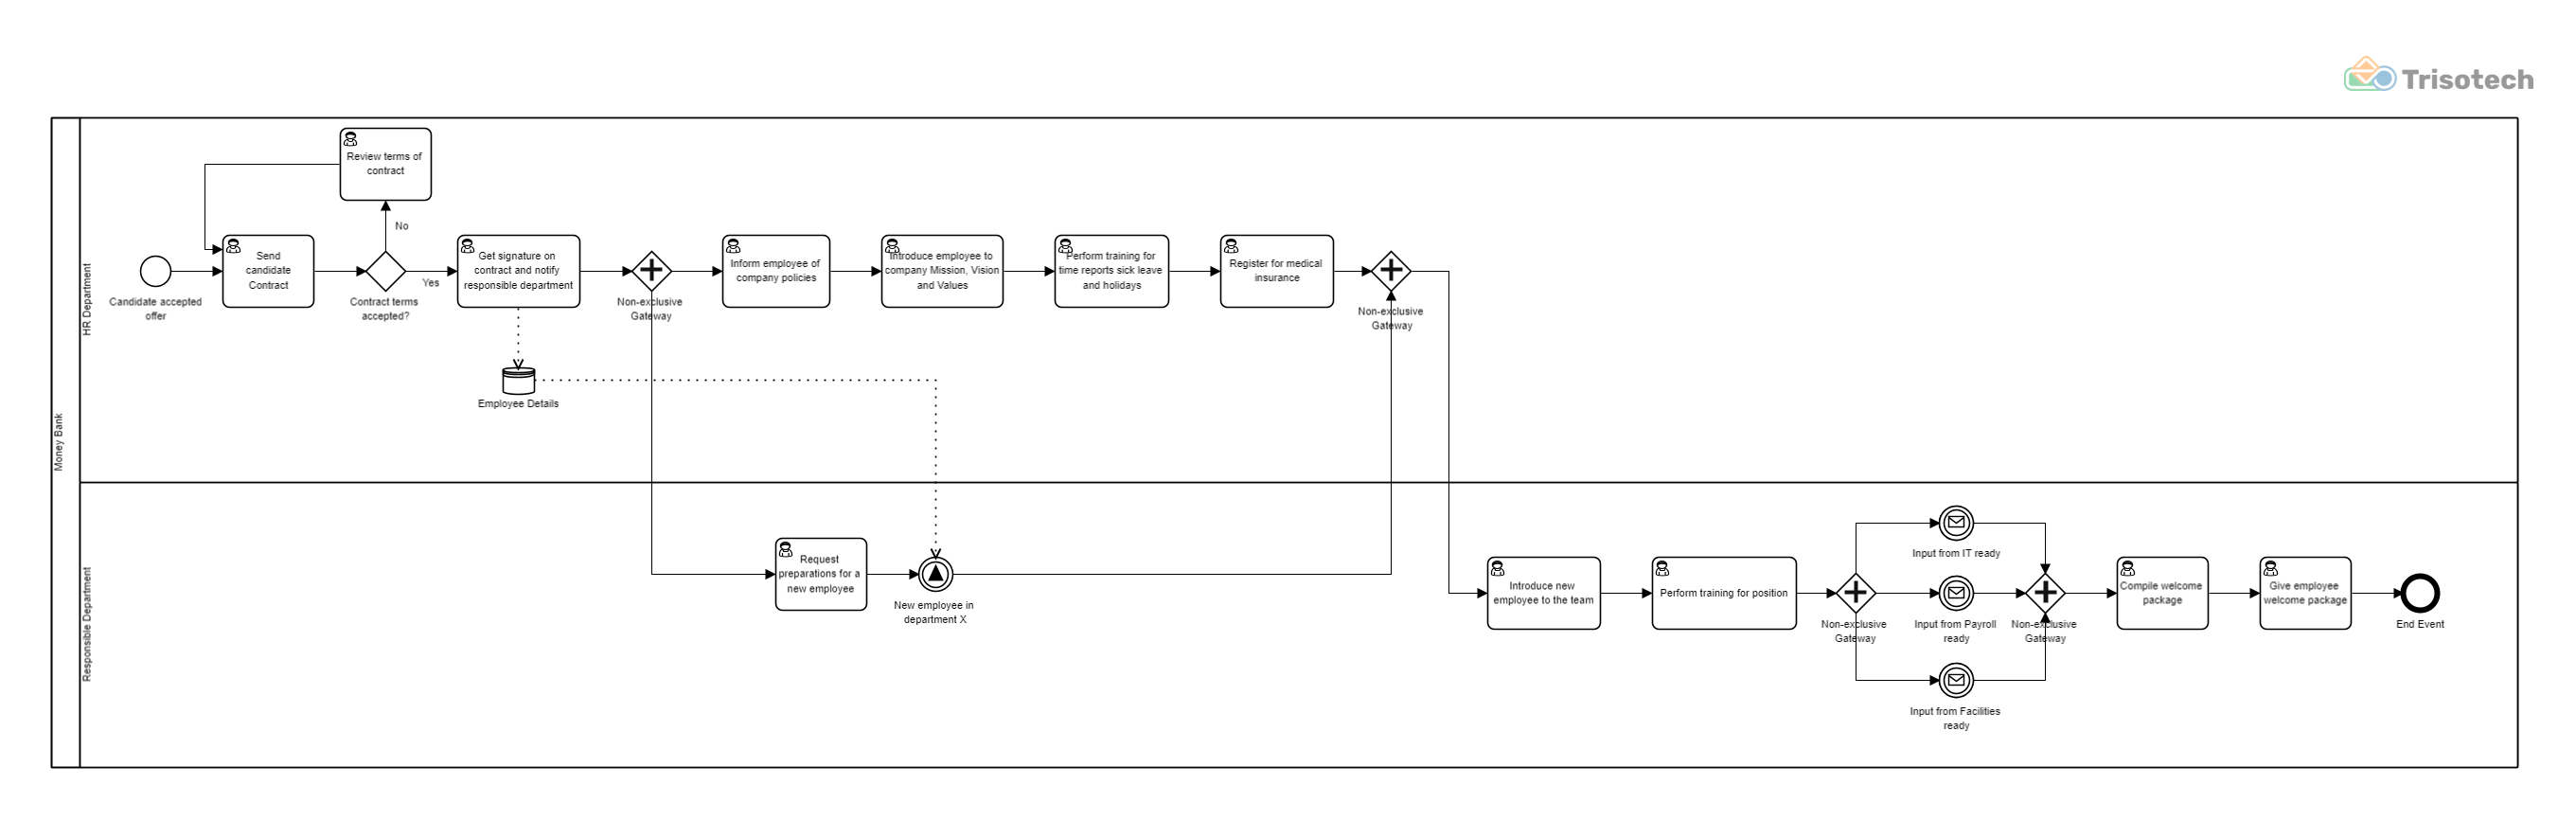 Trisotech
Money Bank
HR Department
Review terms of
contract
No
Candidate accepted
offer
Send
candidate
Contract
Contract terms
accepted?
Yes
Get signature on
contract and notify
responsible department
Non-exclusive
Gateway
Inform employee of
company policies
Introduce employee to
company Mission, Vision
and Values
Perform training for
time reports sick leave
and holidays
Register for medical
insurance
Non-exclusive
Gateway
Employee Details
Responsible Department
Request
preparations for a
new employee
New employee in
department X
Introduce new
employee to the team
Perform training for position
Non-exclusive
Gateway
Input from IT ready
Input from Payroll
ready
Input from Facilities
ready
Non-exclusive
Gateway
Compile welcome
package
Give employee
welcome package
End Event